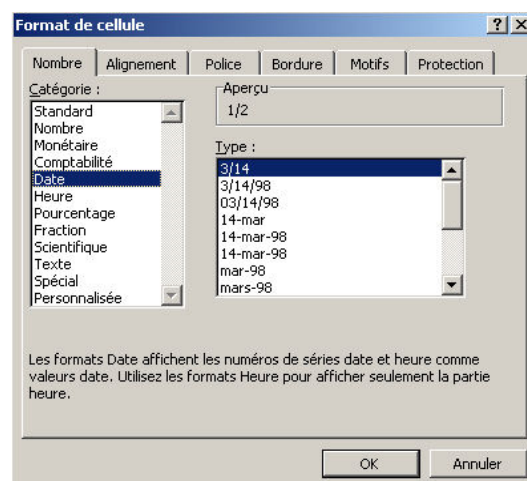 Format de cellule
Nombre
Alignement
Police
Bordure
Motifs
Protection
Catégorie :
Standard
Nombre
Monétaire
Comptabilité
Date
Heure
Pourcentage
Fraction
Scientifique
Texte
Spécial
Personnalisée
Aperçu
1/2
Type :
3/14
3/14/98
03/14/98
14-mar
14-mar-98
14-mar-98
mar-98
mars-98
Les formats Date affichent les numéros de séries date et heure comme
valeurs date. Utilisez les formats Heure pour afficher seulement la partie
heure.
OK
Annuler